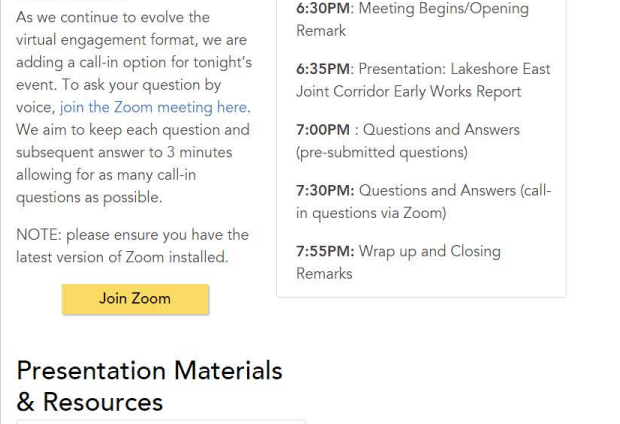 As we continue to evolve the
virtual engagement format, we are
adding a call-in option for tonight's
event. To ask your question by
voice, join the Zoom meeting here.
We aim to keep each question and
subsequent answer to 3 minutes
allowing for as many call-in
questions as possible.
NOTE: please ensure you have the
latest version of Zoom installed.
Join Zoom
6:30PM: Meeting Begins/Opening
Remark
6:35PM: Presentation: Lakeshore East
Joint Corridor Early Works Report
7:00PM : Questions and Answers
(pre-submitted questions)
7:30PM: Questions and Answers (call-
in questions via Zoom)
7:55PM: Wrap up and Closing
Remarks
Presentation Materials
& Resources